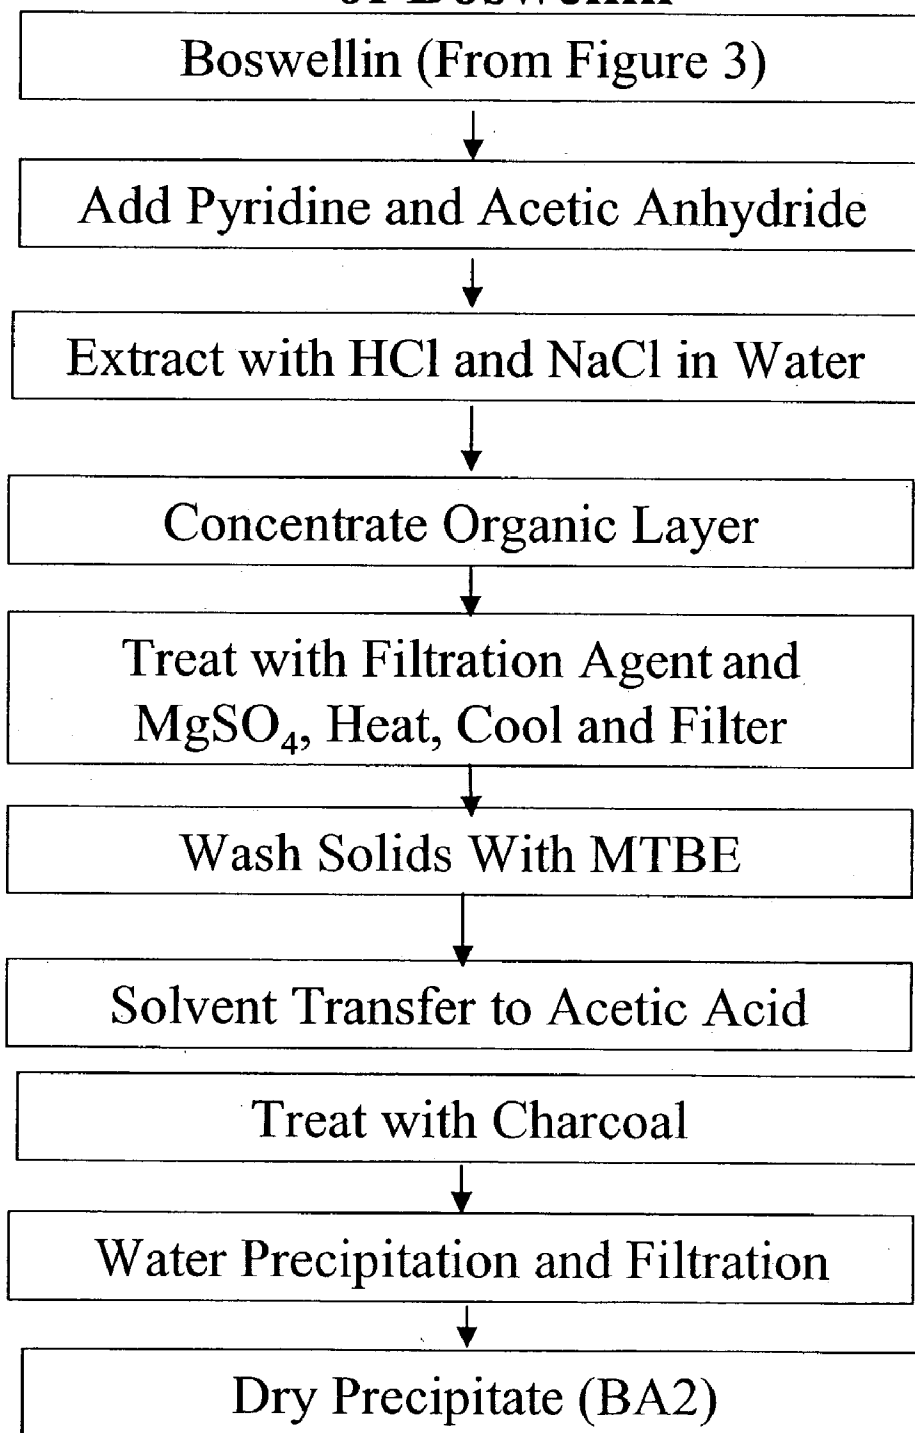 of Boswellin
Boswellin (From Figure 3)
Add Pyridine and Acetic Anhydride
Extract with HCl and NaCl in Water
Concentrate Organic Layer
Treat with Filtration Agent and
MgSO₄, Heat, Cool and Filter
Wash Solids With MTBE
Solvent Transfer to Acetic Acid
Treat with Charcoal
Water Precipitation and Filtration
Dry Precipitate (BA2)